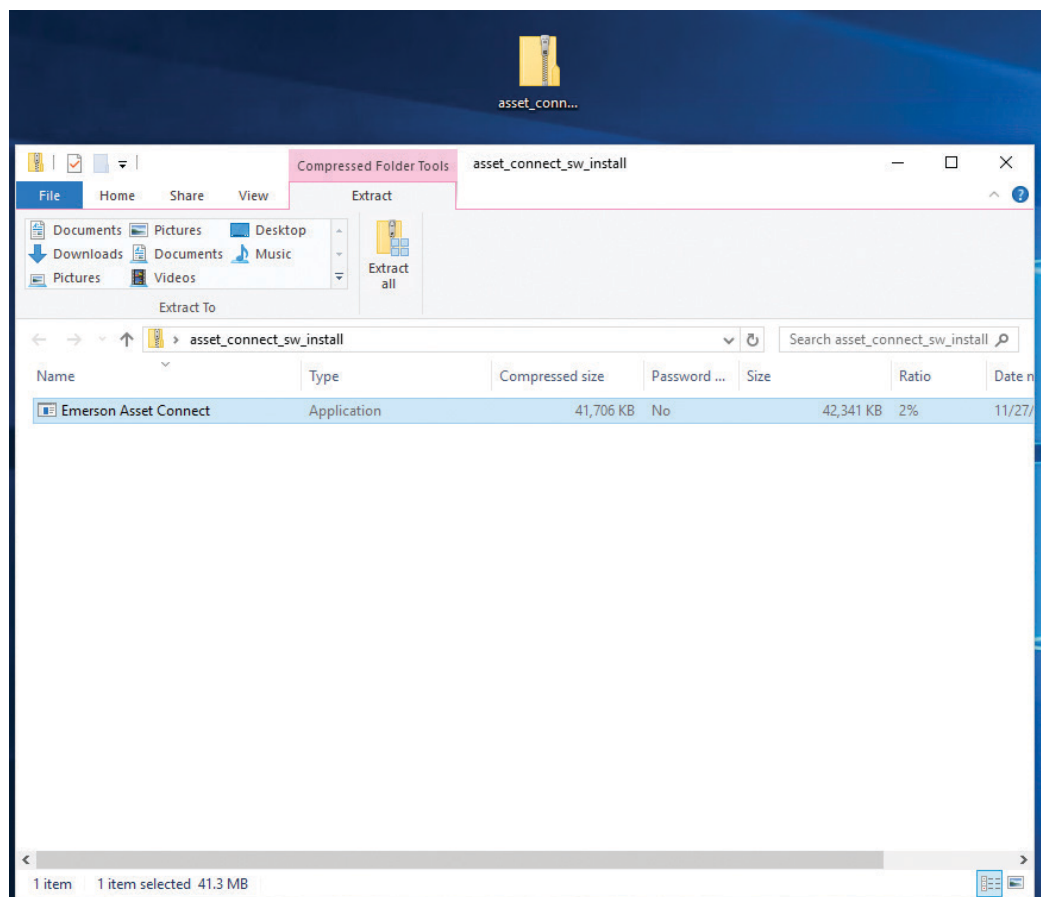 asset_conn...
Compressed Folder Tools
asset_connect_sw_install
File Home Share View Extract
Documents Pictures Desktop
Downloads Documents Music
Pictures Videos
Extract all
Extract To
asset_connect_sw_install
Search asset_connect_sw_install
Name Type Compressed size Password ... Size Ratio Date n
Emerson Asset Connect Application 41,706 KB No 42,341 KB 2% 11/27/
1 item 1 item selected 41.3 MB